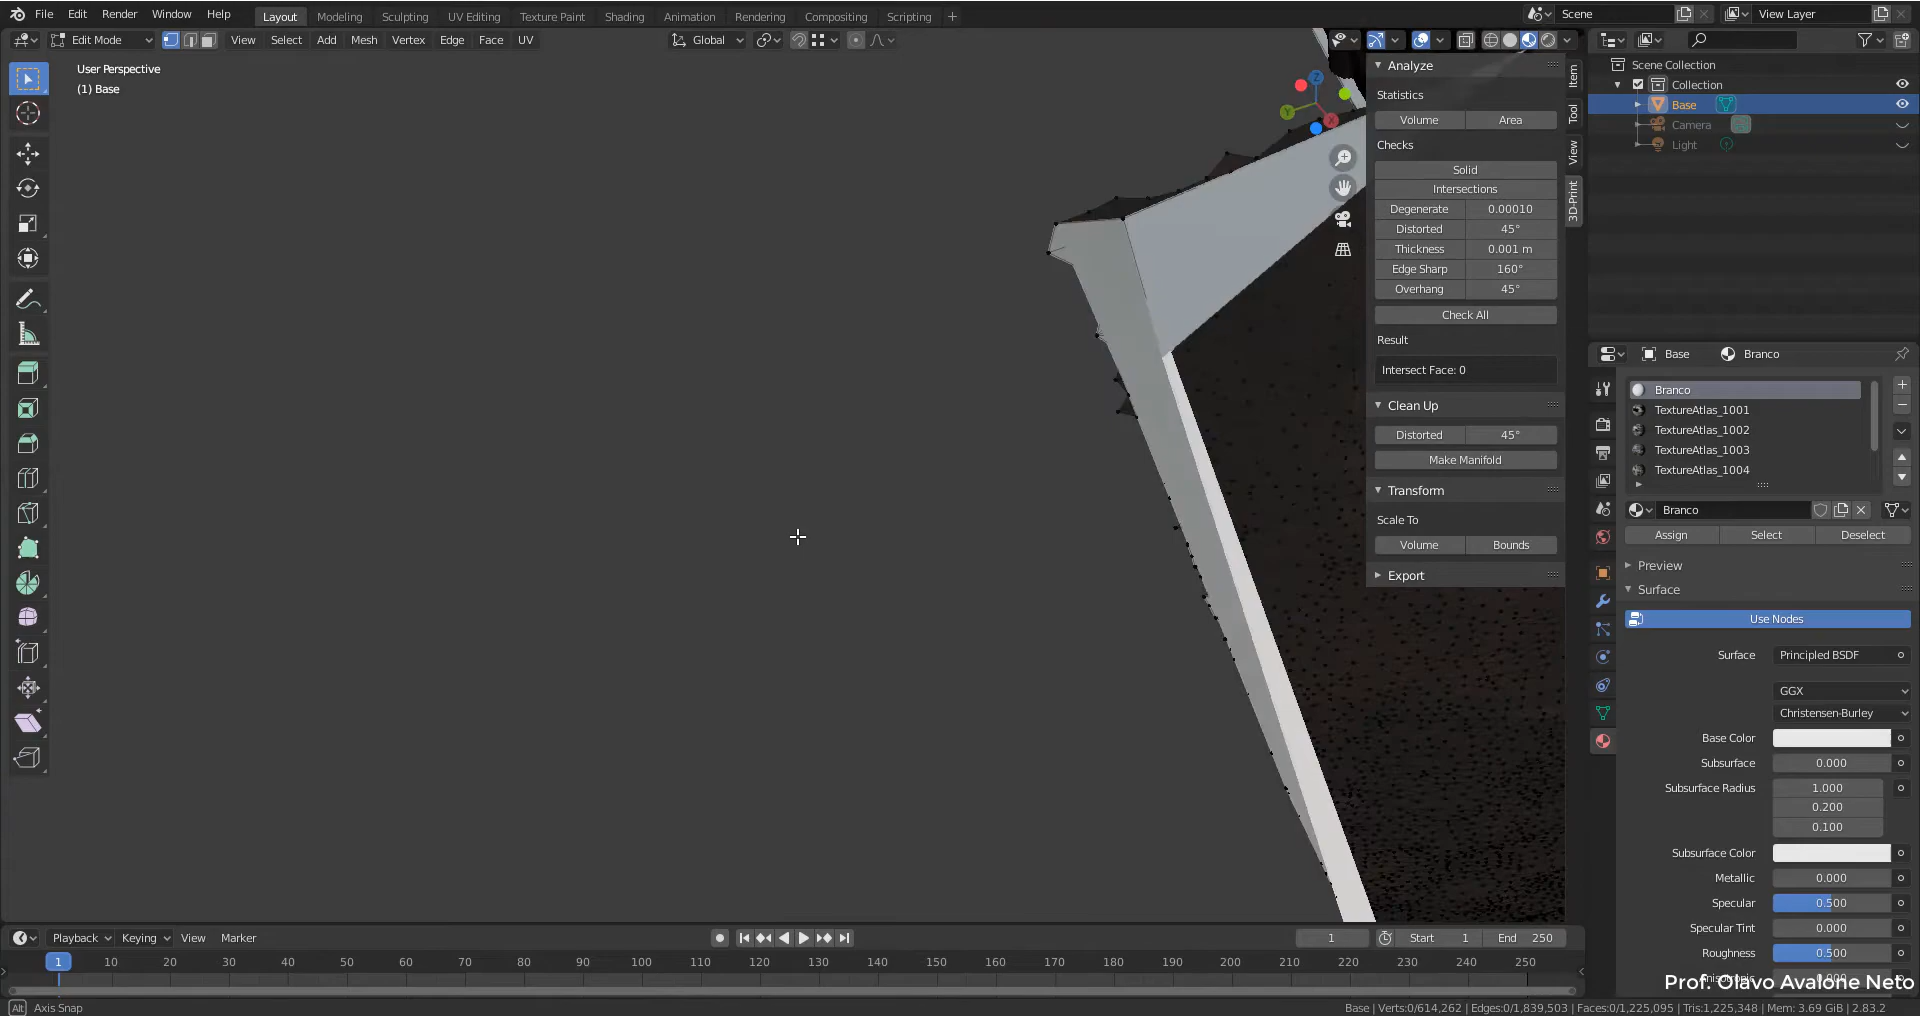 File Edit Render Window Help Layout Modeling Sculpting UV Editing Texture Paint Shading Animation Rendering Compositing Scripting + Scene View Layer
Edit Mode View Select Add Mesh Vertex Edge Face UV Global
User Perspective
(1) Base
Analyze
Statistics
Volume Area
Checks
Solid
Intersections
Degenerate 0.00010
Distorted 45°
Thickness 0.001 m
Edge Sharp 160°
Overhang 45°
Check All
Result
Intersect Face: 0
Clean Up
Distorted 45°
Make Manifold
Transform
Scale To
Volume Bounds
Export
Item
Tool
View
3D-Print
Z
Y
X
Scene Collection
Collection
Base
Camera
Light
Base Branco
Branco
TextureAtlas_1001
TextureAtlas_1002
TextureAtlas_1003
TextureAtlas_1004
Branco
Assign Select Deselect
Preview
Surface
Use Nodes
Surface Principled BSDF
GGX
Christensen-Burley
Base Color
Subsurface 0.000
Subsurface Radius 1.000
0.200
0.100
Subsurface Color
Metallic 0.000
Specular 0.500
Specular Tint 0.000
Roughness 0.500
Prof. Olavo Avalone Neto
Playback Keying View Marker 1 Start 1 End 250
1 10 20 30 40 50 60 70 80 90 100 110 120 130 140 150 160 170 180 190 200 210 220 230 240 250
Alt Axis Snap
Base | Verts:0/614,262 | Edges:0/1,839,503 | Faces:0/1,225,095 | Tris:1,225,348 | Mem: 3.69 GiB | 2.83.2